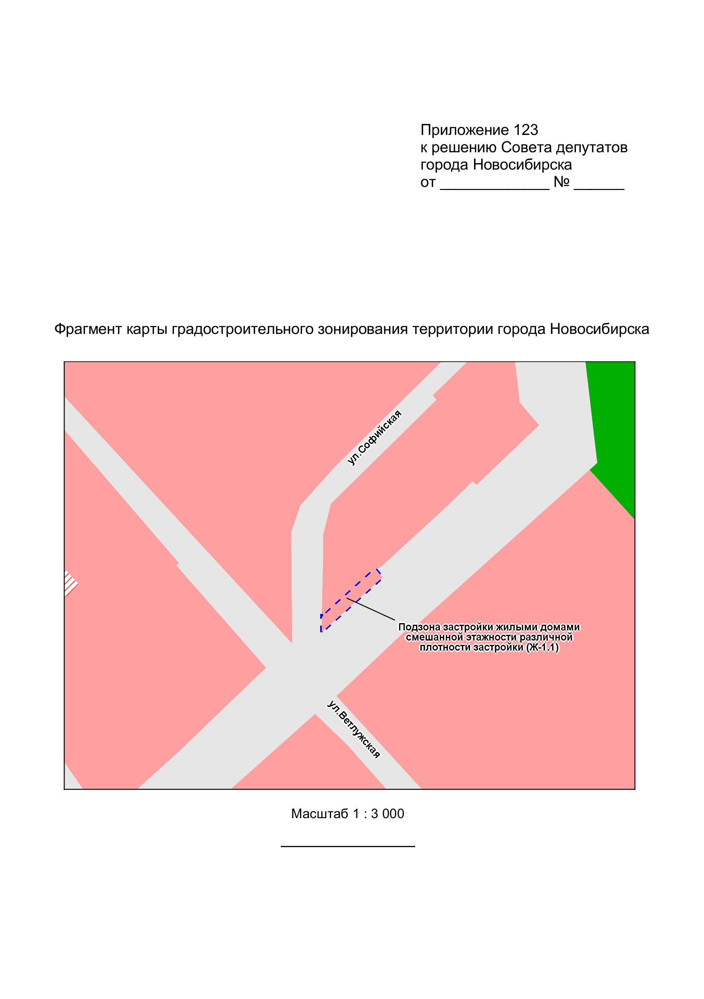 Приложение 123
к решению Совета депутатов
города Новосибирска
от _____________ № ______
Фрагмент карты градостроительного зонирования территории города Новосибирска
ул.Софийская
Подзона застройки жилыми домами
смешанной этажности различной
плотности застройки (Ж-1.1)
ул.Ветлужская
Масштаб 1 : 3 000